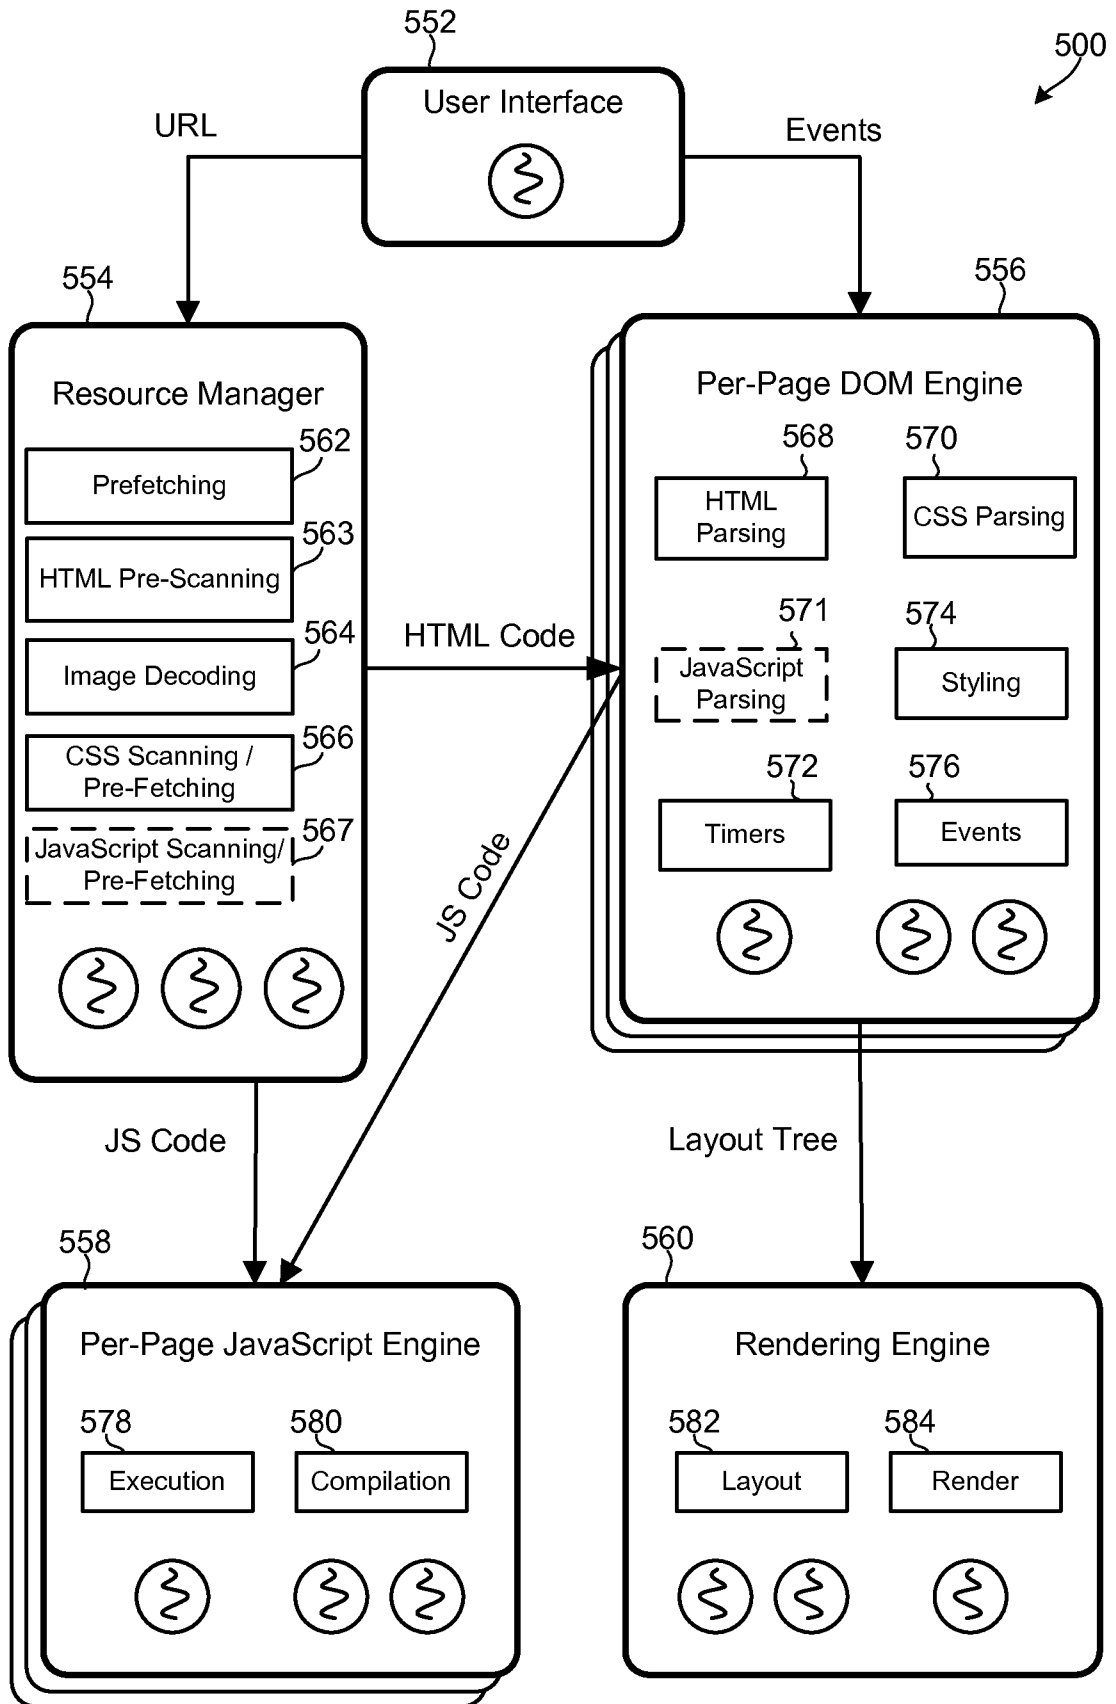 552
500
User Interface
URL
Events
554
556
Resource Manager
562
Prefetching
563
HTML Pre-Scanning
564
Image Decoding
566
CSS Scanning /
Pre-Fetching
567
JavaScript Scanning/
Pre-Fetching
HTML Code
Per-Page DOM Engine
568
570
HTML
Parsing
CSS Parsing
571
574
JavaScript
Parsing
Styling
572
576
Timers
Events
JS Code
JS Code
Layout Tree
558
560
Per-Page JavaScript Engine
578
580
Execution
Compilation
Rendering Engine
582
584
Layout
Render